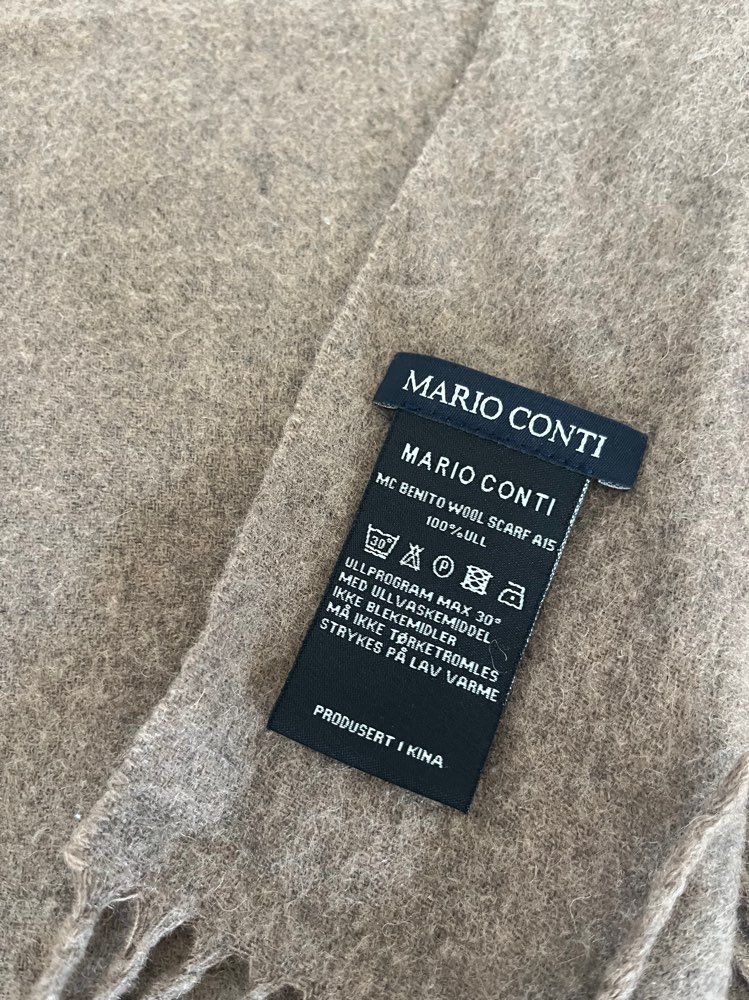 MARIO CONTI
MARIO CONTI
MC BENITO WOOL SCARF A15
100%ULL
30°
P
ULLPROGRAM MAX 30°
MED ULLVASKEMIDDEL
IKKE BLEKEMIDLER
MÅ IKKE TØRKETROMLES
STRYKES PÅ LAV VARME
PRODUSERT I KINA